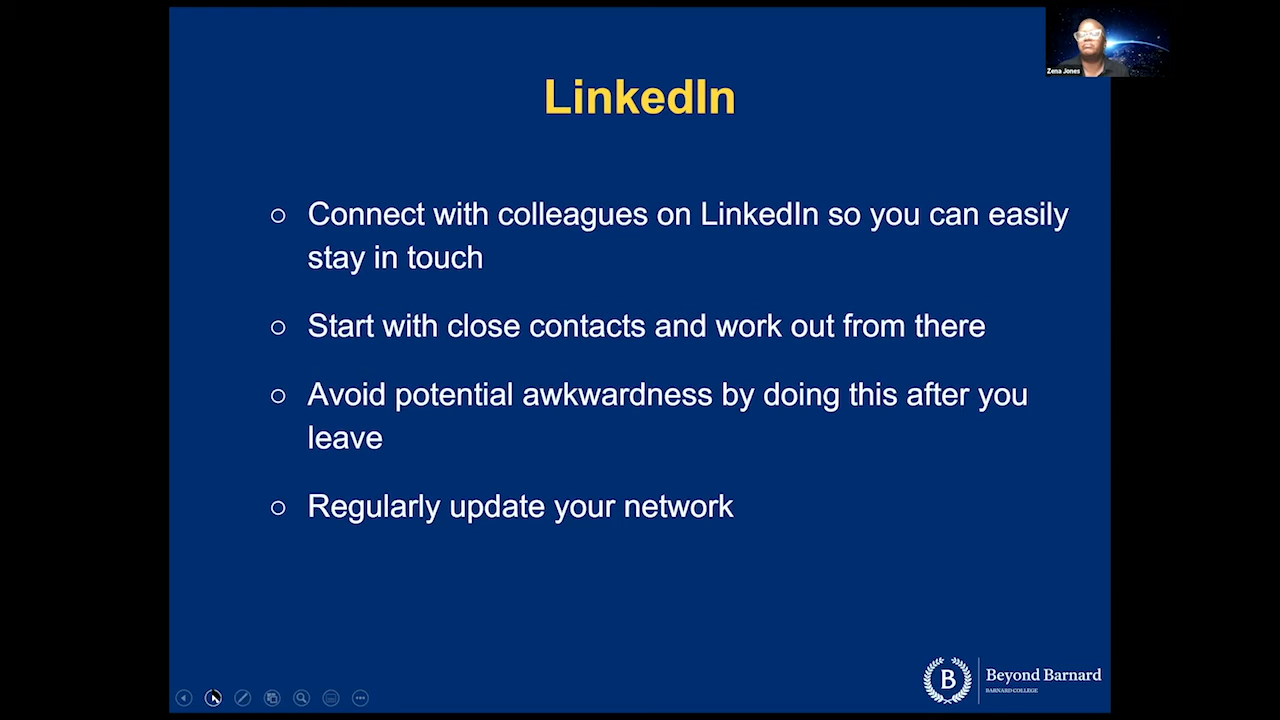 Zena Jones
LinkedIn
Connect with colleagues on LinkedIn so you can easily
stay in touch
Start with close contacts and work out from there
Avoid potential awkwardness by doing this after you
leave
Regularly update your network
B
Beyond Barnard
BARNARD COLLEGE